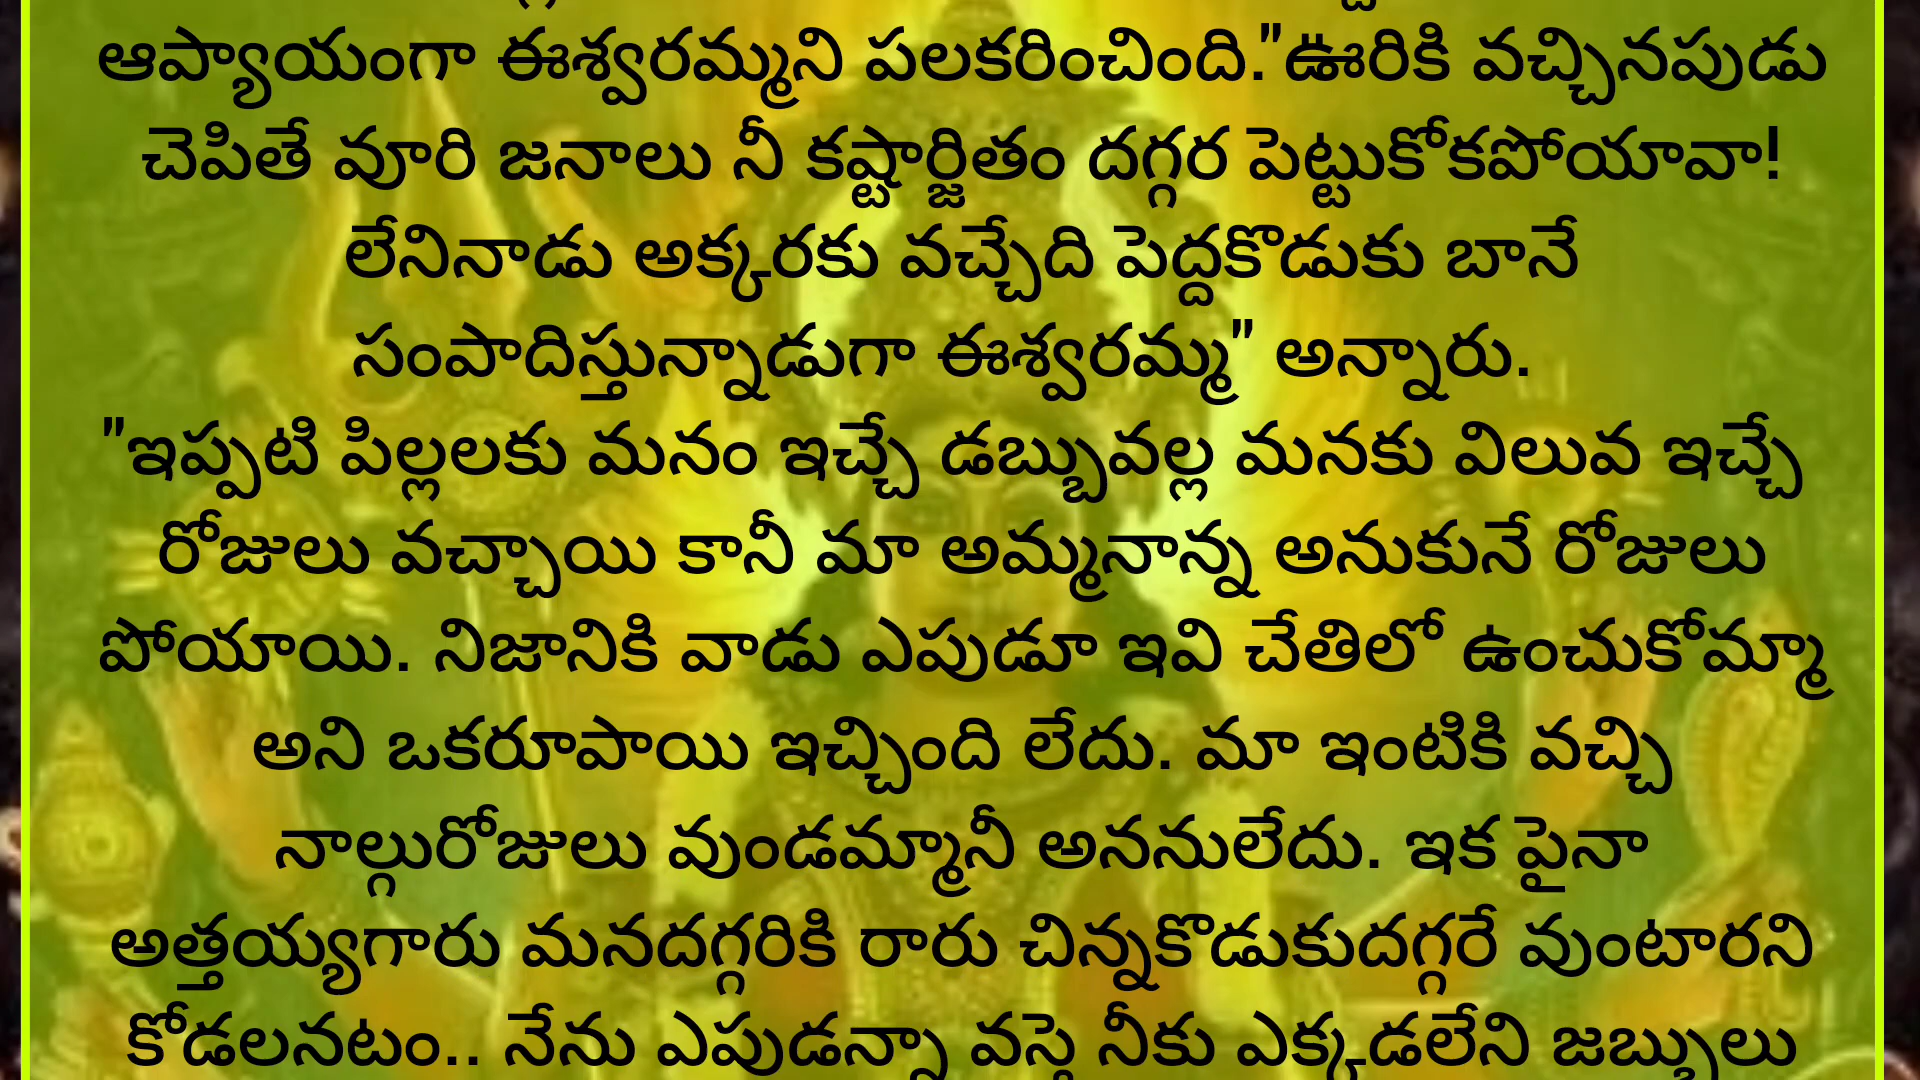 ఆప్యాయంగా ఈశ్వరమ్మని పలకరించింది."ఊరికి వచ్చినపుడు
చెపితే వూరి జనాలు నీ కష్టార్జితం దగ్గర పెట్టుకోకపోయావా!
లేనినాడు అక్కరకు వచ్చేది పెద్దకొడుకు బానే
సంపాదిస్తున్నాడుగా ఈశ్వరమ్మ" అన్నారు.
"ఇప్పటి పిల్లలకు మనం ఇచ్చే డబ్బువల్ల మనకు విలువ ఇచ్చే
రోజులు వచ్చాయి కానీ మా అమ్మనాన్న అనుకునే రోజులు
పోయాయి. నిజానికి వాడు ఎపుడూ ఇవి చేతిలో ఉంచుకోమ్మా
అని ఒకరూపాయి ఇచ్చింది లేదు. మా ఇంటికి వచ్చి
నాల్గురోజులు వుండమ్మానీ అననులేదు. ఇక పైనా
అత్తయ్యగారు మనదగ్గరికి రారు చిన్నకొడుకుదగ్గరే వుంటారని
కోడలనటం.. నేను ఎపుడన్నా వస్తె నీకు ఎక్కడలేని జబ్బులు